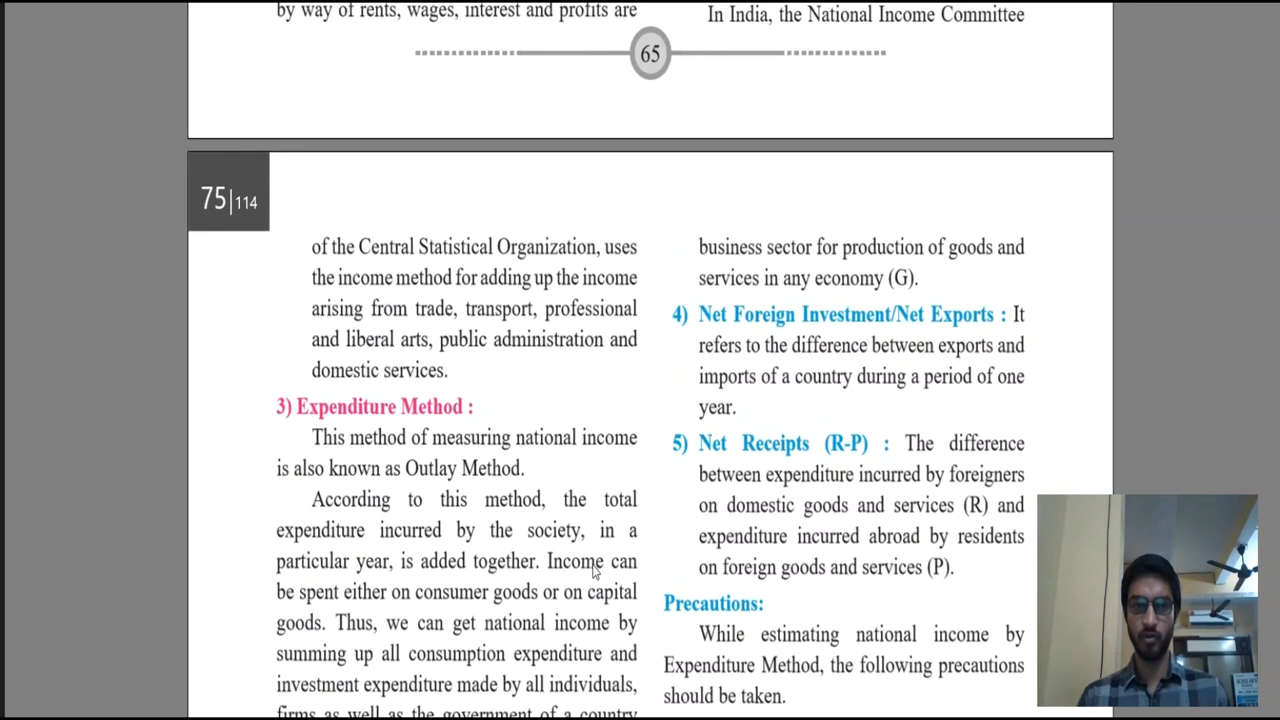 by way of rents, wages, interest and profits are
In India, the National Income Committee
65
75|114
of the Central Statistical Organization, uses
the income method for adding up the income
arising from trade, transport, professional
and liberal arts, public administration and
domestic services.
3) Expenditure Method :
This method of measuring national income
is also known as Outlay Method.
According to this method, the total
expenditure incurred by the society, in a
particular year, is added together. Income can
be spent either on consumer goods or on capital
goods. Thus, we can get national income by
summing up all consumption expenditure and
investment expenditure made by all individuals,
firms as well as the government of a country
business sector for production of goods and
services in any economy (G).
4) Net Foreign Investment/Net Exports : It
refers to the difference between exports and
imports of a country during a period of one
year.
5) Net Receipts (R-P) : The difference
between expenditure incurred by foreigners
on domestic goods and services (R) and
expenditure incurred abroad by residents
on foreign goods and services (P).
Precautions:
While estimating national income by
Expenditure Method, the following precautions
should be taken.